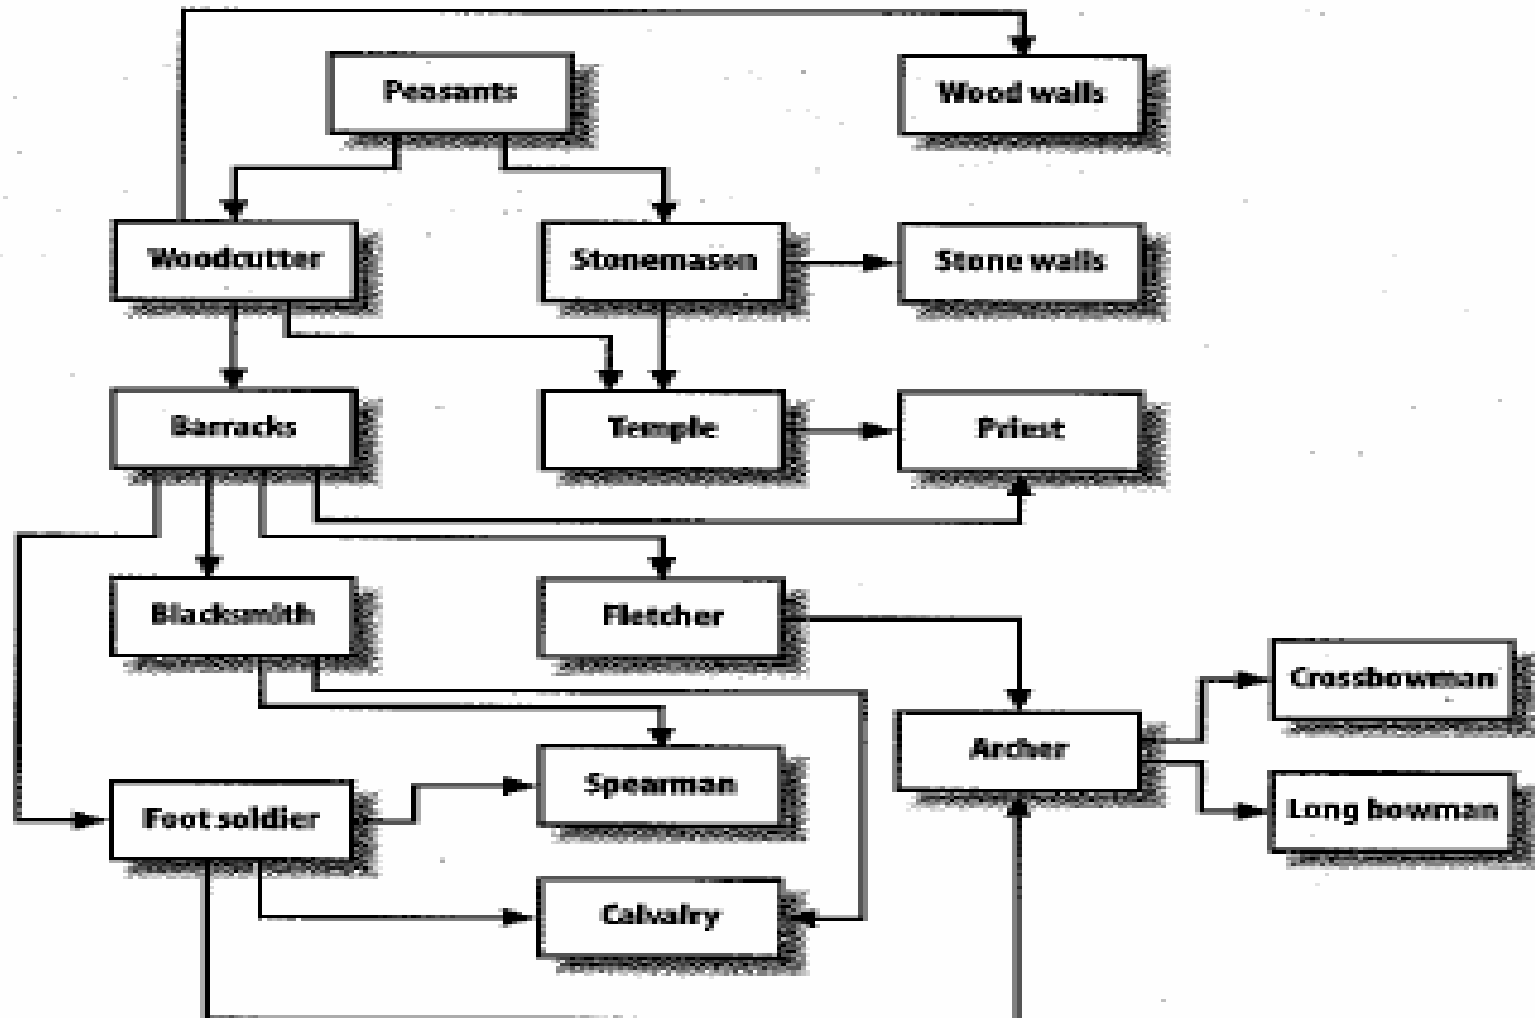 Peasants
Wood walls
Woodcutter
Stonemason
Stone walls
Barracks
Temple
Priest
Blacksmith
Fletcher
Crossbowman
Archer
Spearman
Long bowman
Foot soldier
Calvalry